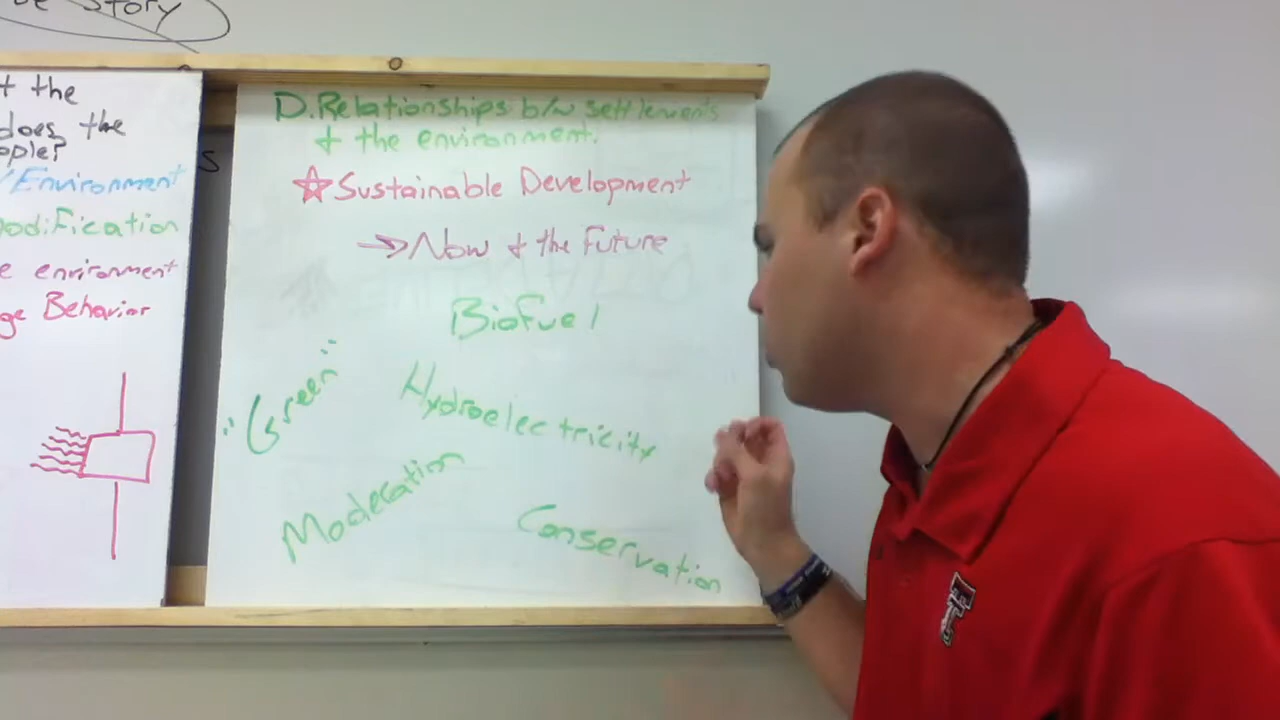 be Story
t the
does the
ople?
/Environment
odification
e environment
ge Behavior
s
D. Relationships b/w settlements
+ the environment.
☆ Sustainable Development
→ Now + the Future
BioFuel
"Green"
Hydroelectricity
Moderation
Conservation